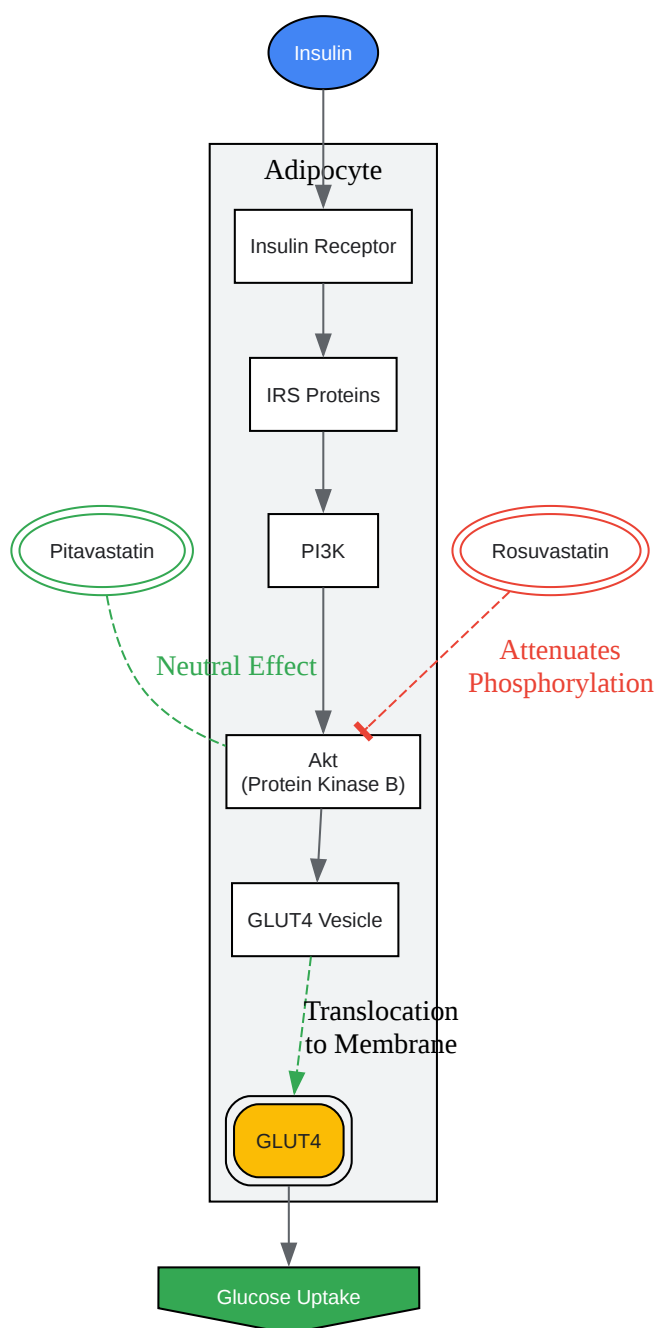 Insulin
Adipocyte
Insulin Receptor
IRS Proteins
Pitavastatin
PI3K
Rosuvastatin
Neutral Effect
Attenuates
Phosphorylation
Akt
(Protein Kinase B)
GLUT4 Vesicle
Translocation
to Membrane
GLUT4
Glucose Uptake